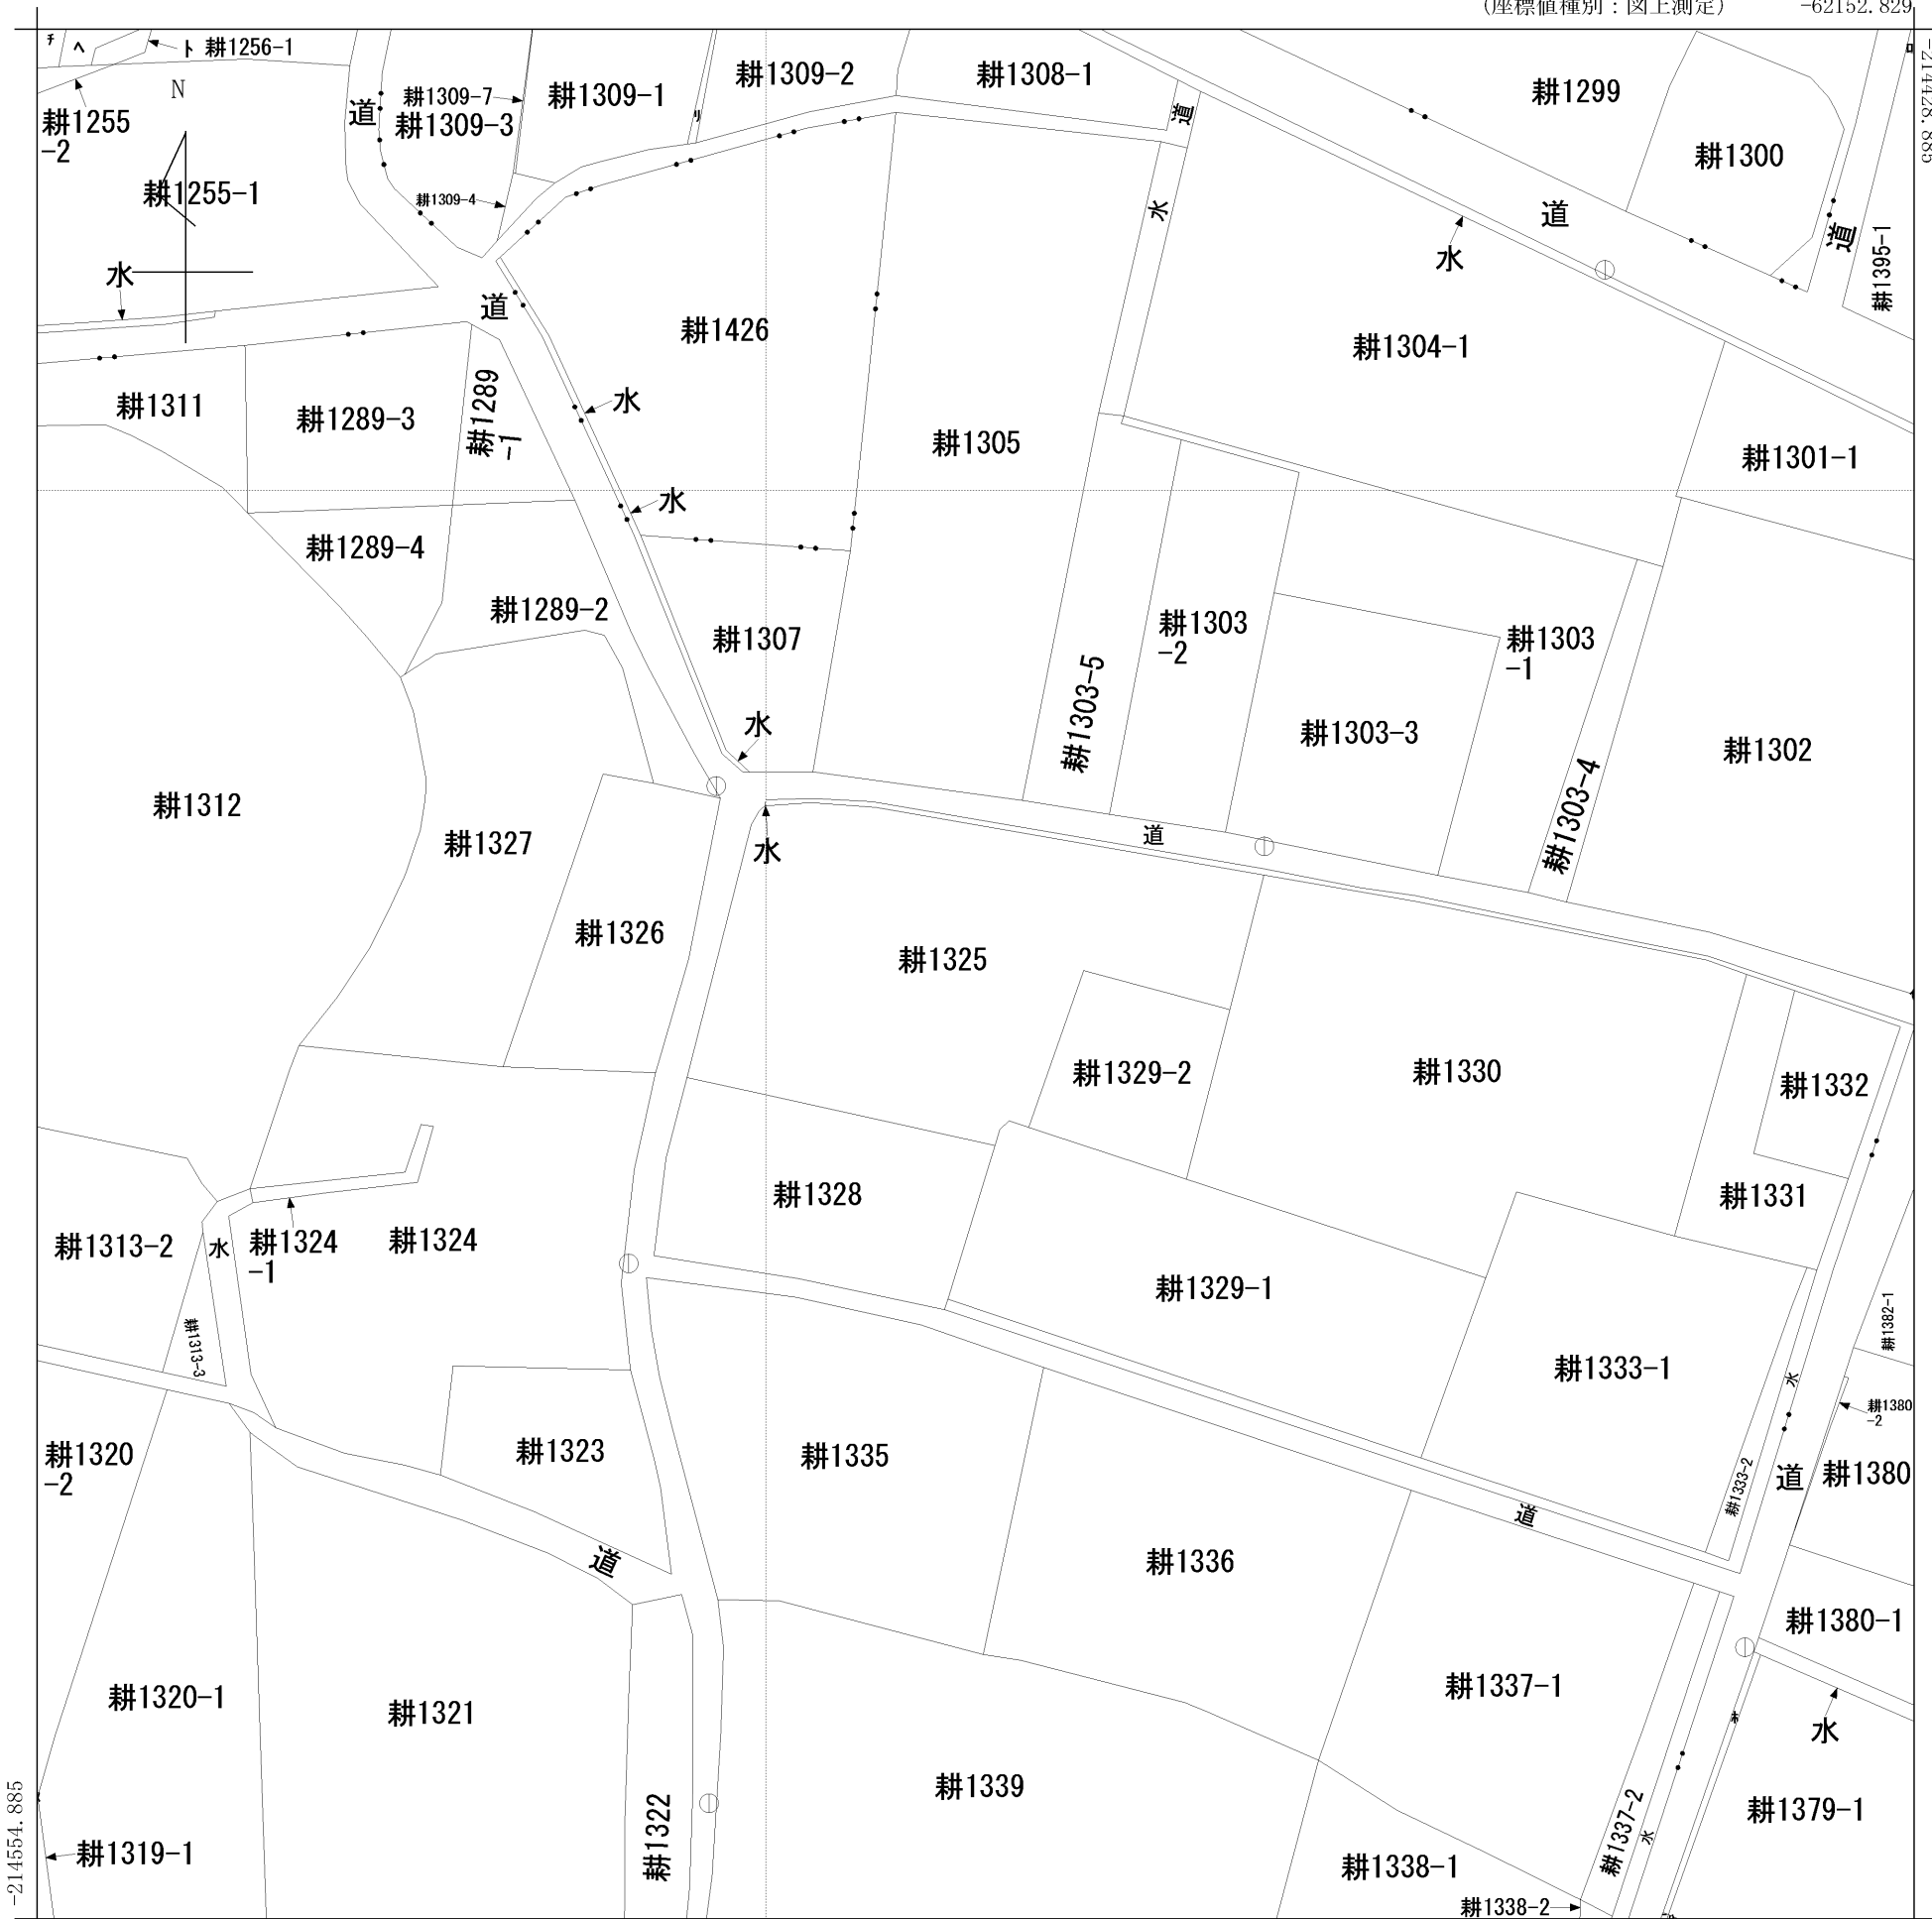 (座標値種別：図上測定)
-62152.829
-214428.885
チ
ヘ
ト 耕1256-1
N
耕1255
-2
耕1255-1
水
道
耕1309-7
耕1309-3
耕1309-1
リ
耕1309-2
耕1308-1
道
耕1299
耕1300
ロ
耕1309-4
水
道
水
道
耕1395-1
道
耕1426
耕1304-1
耕1311
耕1289-3
耕1289
-1
水
耕1305
耕1301-1
水
耕1289-4
耕1289-2
耕1307
耕1303
-2
耕1303
-1
耕1303-5
耕1303-3
耕1302
水
耕1303-4
耕1312
耕1327
水
道
耕1326
耕1325
耕1329-2
耕1330
耕1332
耕1328
耕1331
耕1313-2
水
耕1324
-1
耕1324
耕1329-1
耕1382-1
耕1313-3
耕1333-1
水
耕1380
-2
耕1320
-2
耕1323
耕1335
耕1333-2
道
耕1380
道
道
耕1336
耕1380-1
耕1320-1
耕1321
耕1337-1
ホ
水
耕1339
耕1379-1
耕1322
耕1337-2
水
耕1319-1
耕1338-1
耕1338-2
-214554.885